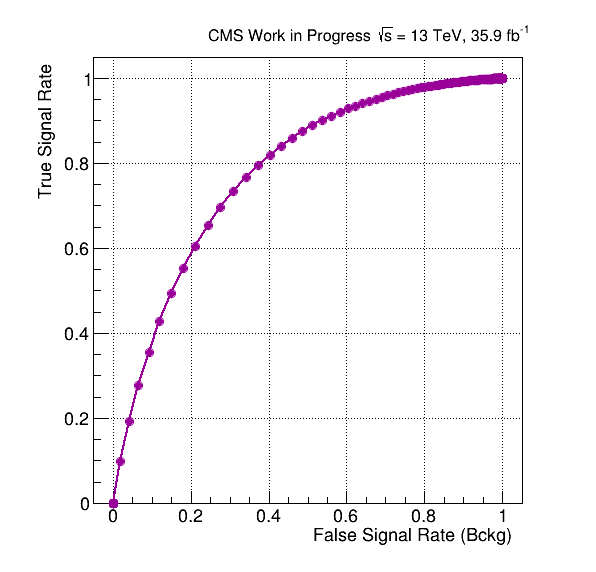 CMS Work in Progress √s = 13 TeV, 35.9 fb⁻¹
True Signal Rate
1
0.8
0.6
0.4
0.2
0
0 0.2 0.4 0.6 0.8 1
False Signal Rate (Bckg)